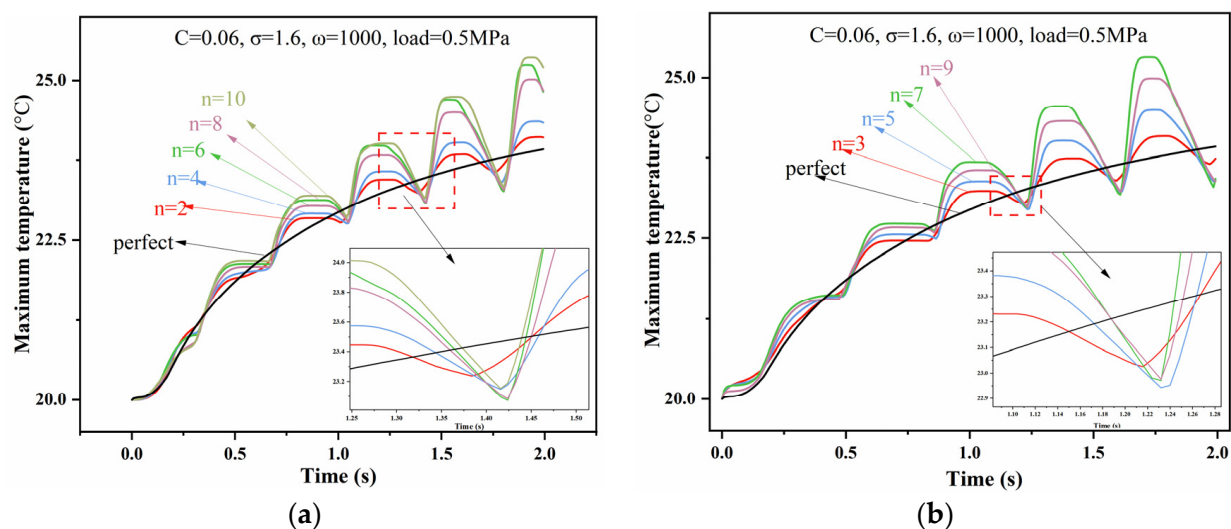 C=0.06, σ=1.6, ω=1000, load=0.5MPa
Maximum temperature (°C)
25.0
22.5
20.0
n=10
n=8
n=6
n=4
n=2
perfect
24.0
23.8
23.6
23.4
23.2
1.25
1.30
1.35
1.40
1.45
1.50
Time (s)
0.0
0.5
1.0
1.5
2.0
Time (s)
(a)
C=0.06, σ=1.6, ω=1000, load=0.5MPa
Maximum temperature(°C)
25.0
22.5
20.0
n=9
n=7
n=5
n=3
perfect
23.4
23.3
23.2
23.1
23.0
22.9
1.10
1.12
1.14
1.16
1.18
1.20
1.22
1.24
1.26
1.28
Time (s)
0.0
0.5
1.0
1.5
2.0
Time (s)
(b)